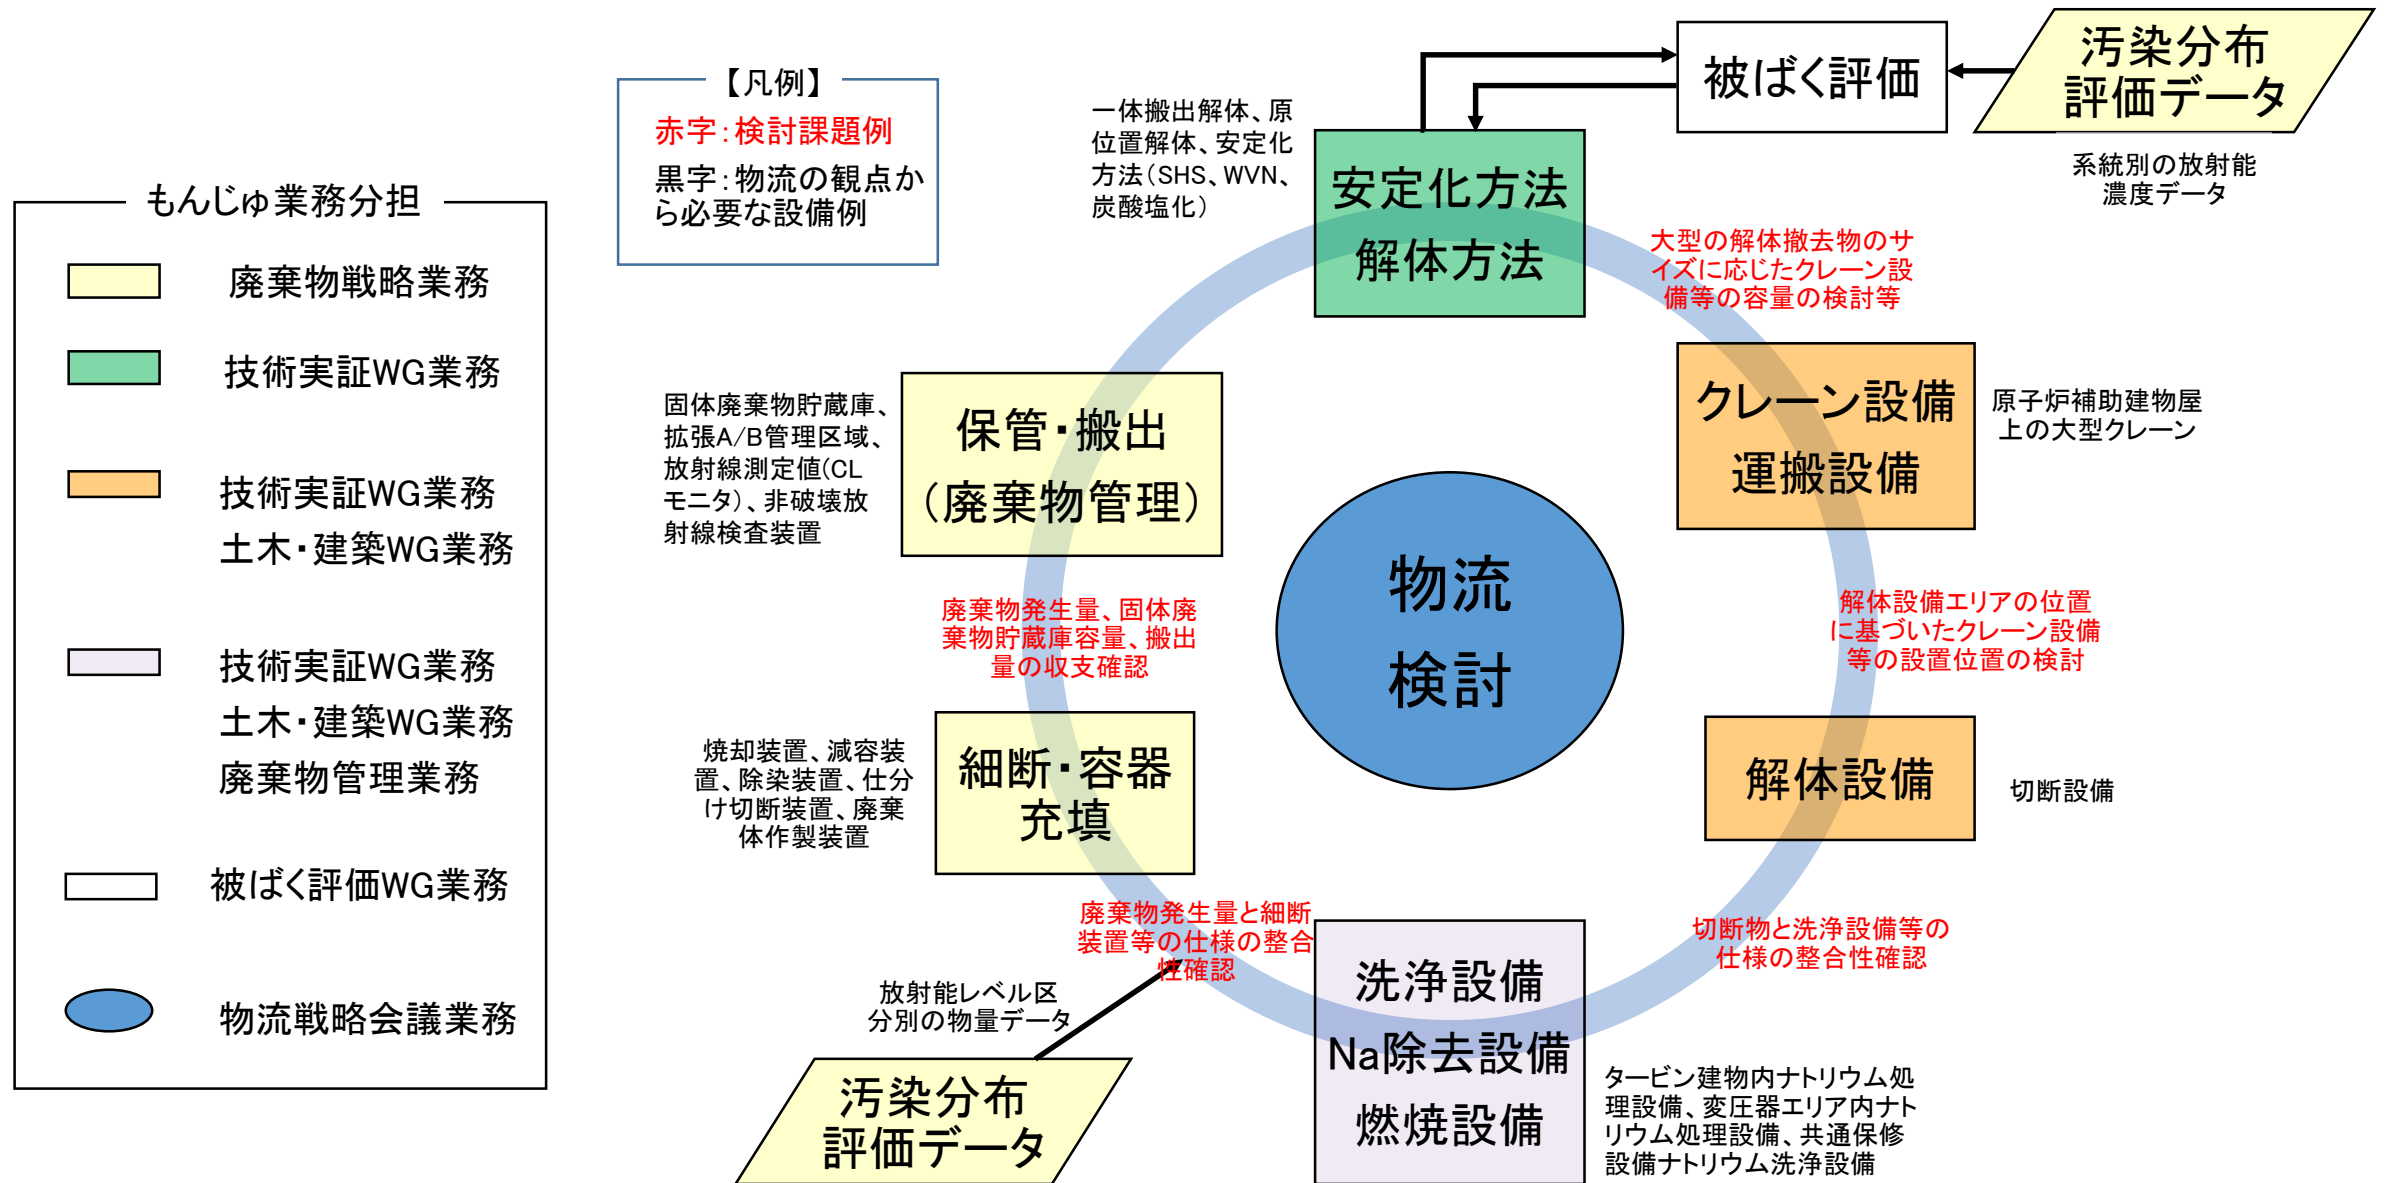 もんじゅ業務分担
廃棄物戦略業務
技術実証WG業務
技術実証WG業務
土木・建築WG業務
技術実証WG業務
土木・建築WG業務
廃棄物管理業務
被ばく評価WG業務
物流戦略会議業務
【凡例】
赤字：検討課題例
黒字：物流の観点か
ら必要な設備例
一体搬出解体、原
位置解体、安定化
方法（SHS、WVN、
炭酸塩化）
被ばく評価
汚染分布
評価データ
系統別の放射能
濃度データ
安定化方法
解体方法
大型の解体撤去物のサ
イズに応じたクレーン設
備等の容量の検討等
クレーン設備
運搬設備
原子炉補助建物屋
上の大型クレーン
解体設備エリアの位置
に基づいたクレーン設備
等の設置位置の検討
解体設備
切断設備
切断物と洗浄設備等の
仕様の整合性確認
洗浄設備
Na除去設備
燃焼設備
タービン建物内ナトリウム処
理設備、変圧器エリア内ナト
リウム処理設備、共通保修
設備ナトリウム洗浄設備
廃棄物発生量と細断
装置等の仕様の整合
性確認
放射能レベル区
分別の物量データ
汚染分布
評価データ
細断・容器
充填
焼却装置、減容装
置、除染装置、仕分
け切断装置、廃棄
体作製装置
廃棄物発生量、固体廃
棄物貯蔵庫容量、搬出
量の収支確認
保管・搬出
（廃棄物管理）
固体廃棄物貯蔵庫、
拡張A/B管理区域、
放射線測定値(CL
モニタ)、非破壊放
射線検査装置
物流
検討